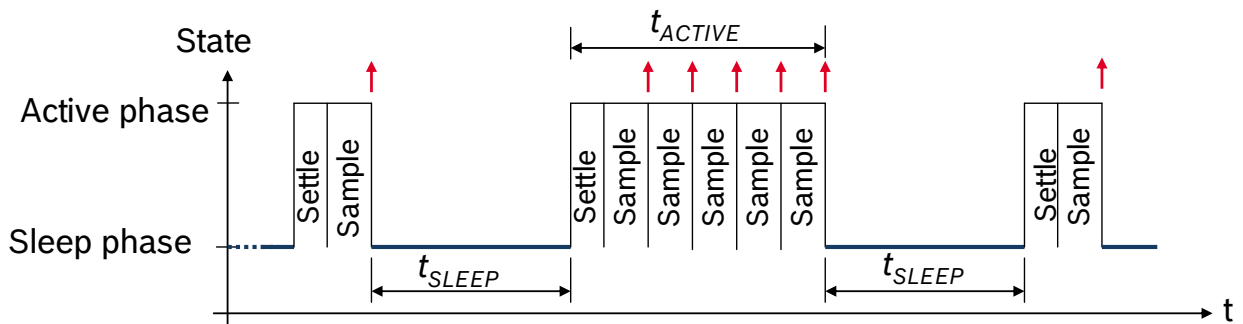 t_ACTIVE
State
Active phase
Settle
Sample
Settle
Sample
Sample
Sample
Sample
Sample
Settle
Sample
Sleep phase
t_SLEEP
t_SLEEP
t